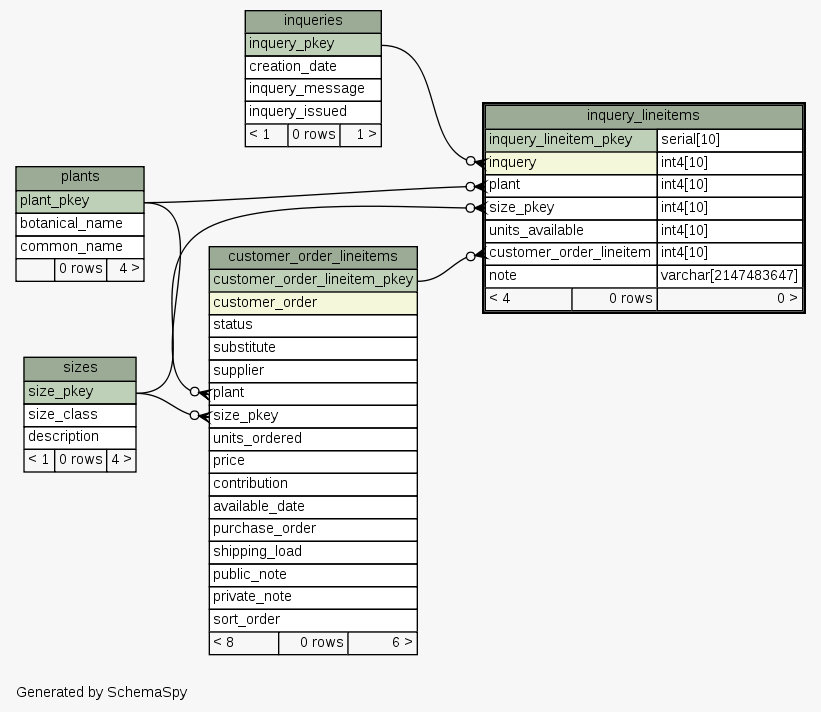 inqueries
inquery_pkey
creation_date
inquery_message
inquery_issued
< 1 0 rows 1 >
inquery_lineitems
inquery_lineitem_pkey serial[10]
inquery int4[10]
plant int4[10]
size_pkey int4[10]
units_available int4[10]
customer_order_lineitem int4[10]
note varchar[2147483647]
< 4 0 rows 0 >
plants
plant_pkey
botanical_name
common_name
0 rows 4 >
customer_order_lineitems
customer_order_lineitem_pkey
customer_order
status
substitute
supplier
plant
size_pkey
units_ordered
price
contribution
available_date
purchase_order
shipping_load
public_note
private_note
sort_order
< 8 0 rows 6 >
sizes
size_pkey
size_class
description
< 1 0 rows 4 >
Generated by SchemaSpy